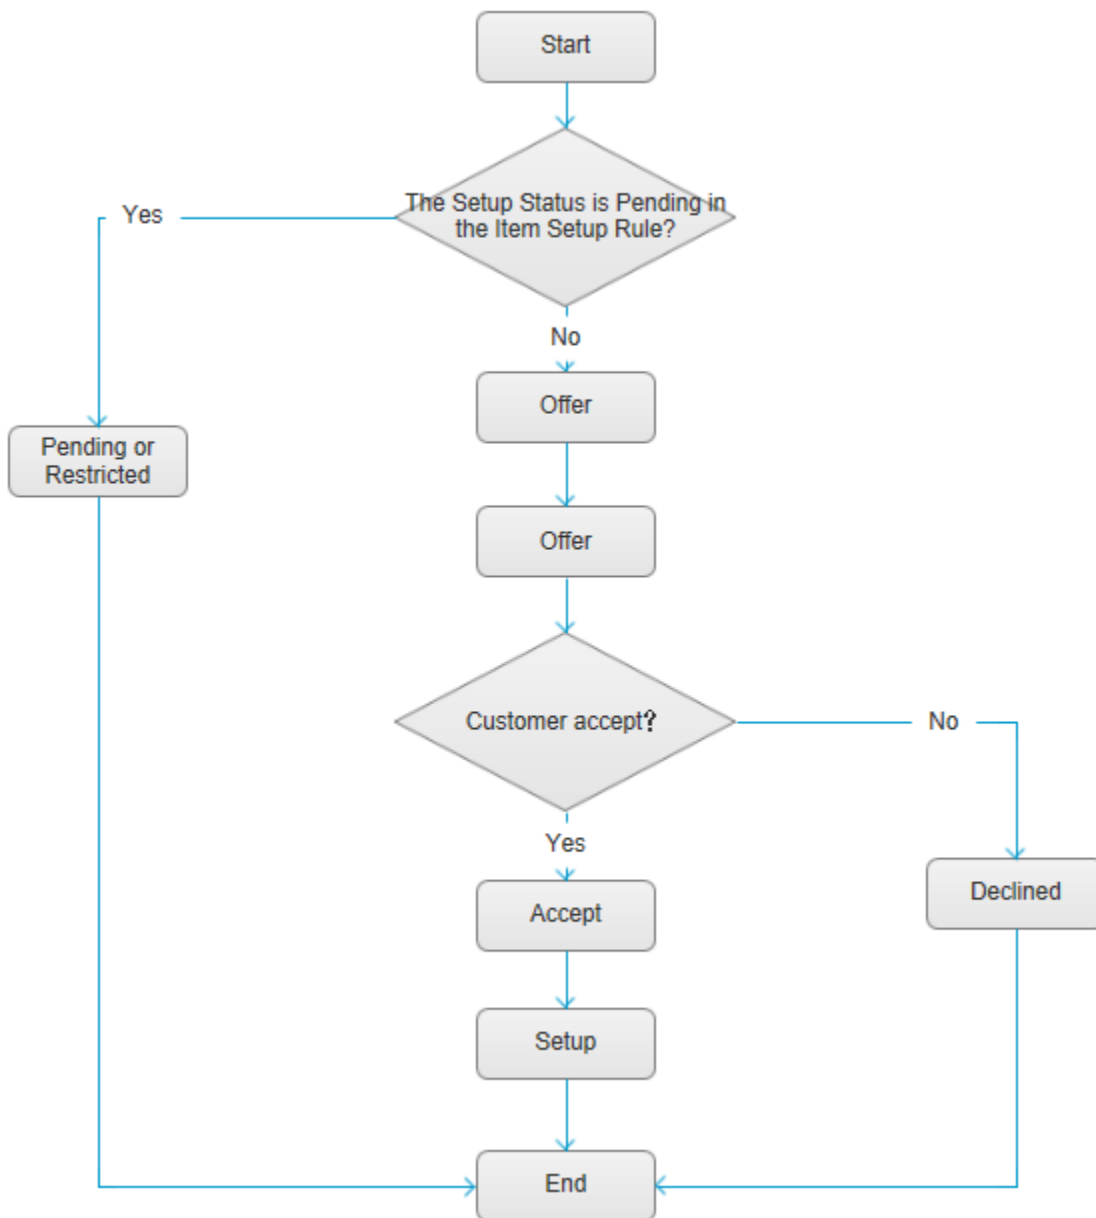 Start
The Setup Status is Pending in
the Item Setup Rule?
Yes
No
Offer
Pending or
Restricted
Offer
Customer accept?
No
Yes
Declined
Accept
Setup
End